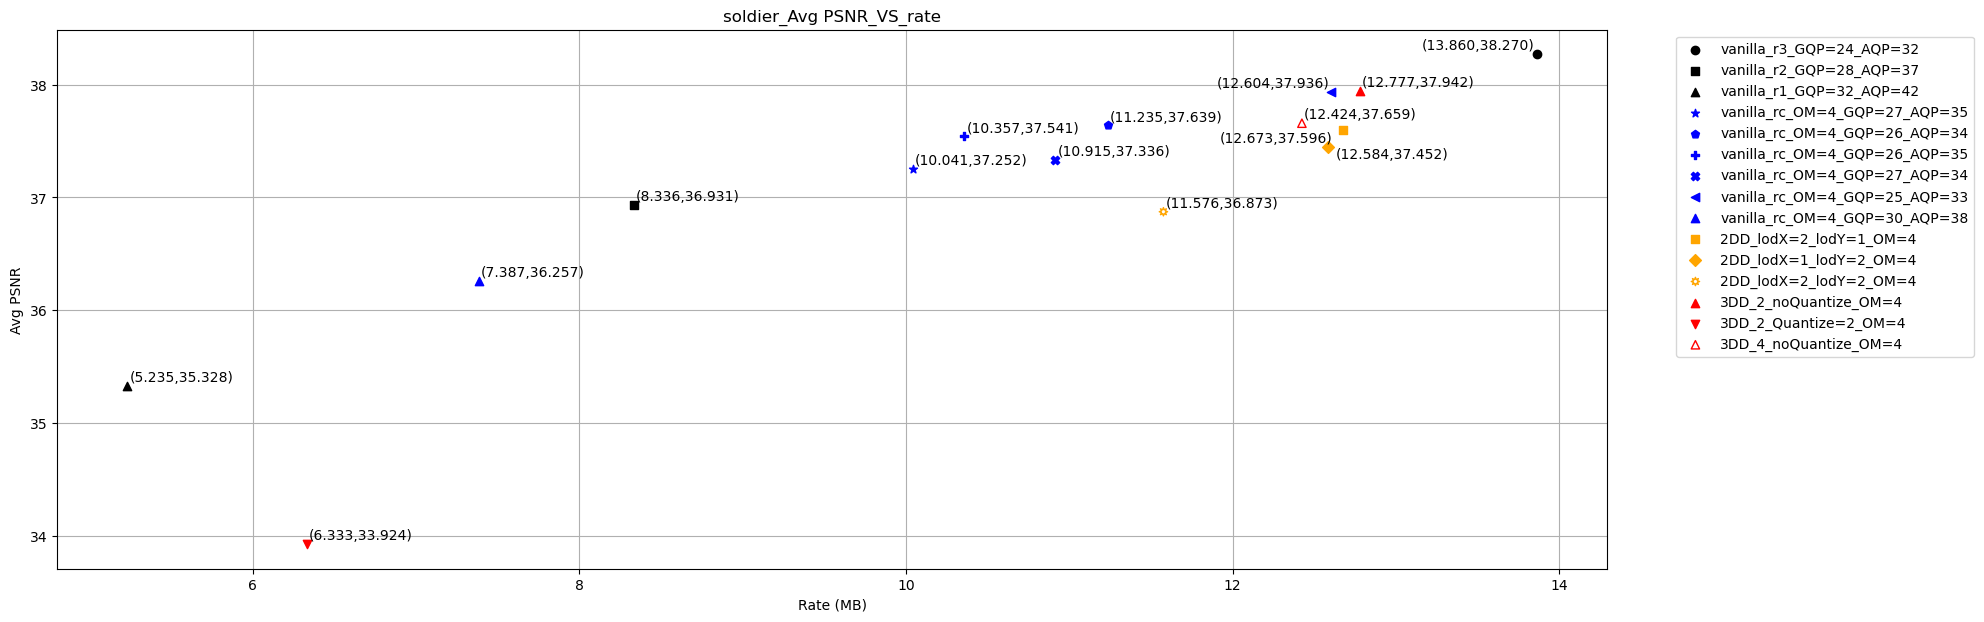 soldier_Avg PSNR_VS_rate
Avg PSNR
38
37
36
35
34
(13.860,38.270)
(12.604,37.936)
(12.777,37.942)
(12.424,37.659)
(11.235,37.639)
(10.357,37.541)
(12.673,37.596)
(12.584,37.452)
(10.915,37.336)
(10.041,37.252)
(8.336,36.931)
(11.576,36.873)
(7.387,36.257)
(5.235,35.328)
(6.333,33.924)
6
8
10
12
14
Rate (MB)
vanilla_r3_GQP=24_AQP=32
vanilla_r2_GQP=28_AQP=37
vanilla_r1_GQP=32_AQP=42
vanilla_rc_OM=4_GQP=27_AQP=35
vanilla_rc_OM=4_GQP=26_AQP=34
vanilla_rc_OM=4_GQP=26_AQP=35
vanilla_rc_OM=4_GQP=27_AQP=34
vanilla_rc_OM=4_GQP=25_AQP=33
vanilla_rc_OM=4_GQP=30_AQP=38
2DD_lodX=2_lodY=1_OM=4
2DD_lodX=1_lodY=2_OM=4
2DD_lodX=2_lodY=2_OM=4
3DD_2_noQuantize_OM=4
3DD_2_Quantize=2_OM=4
3DD_4_noQuantize_OM=4